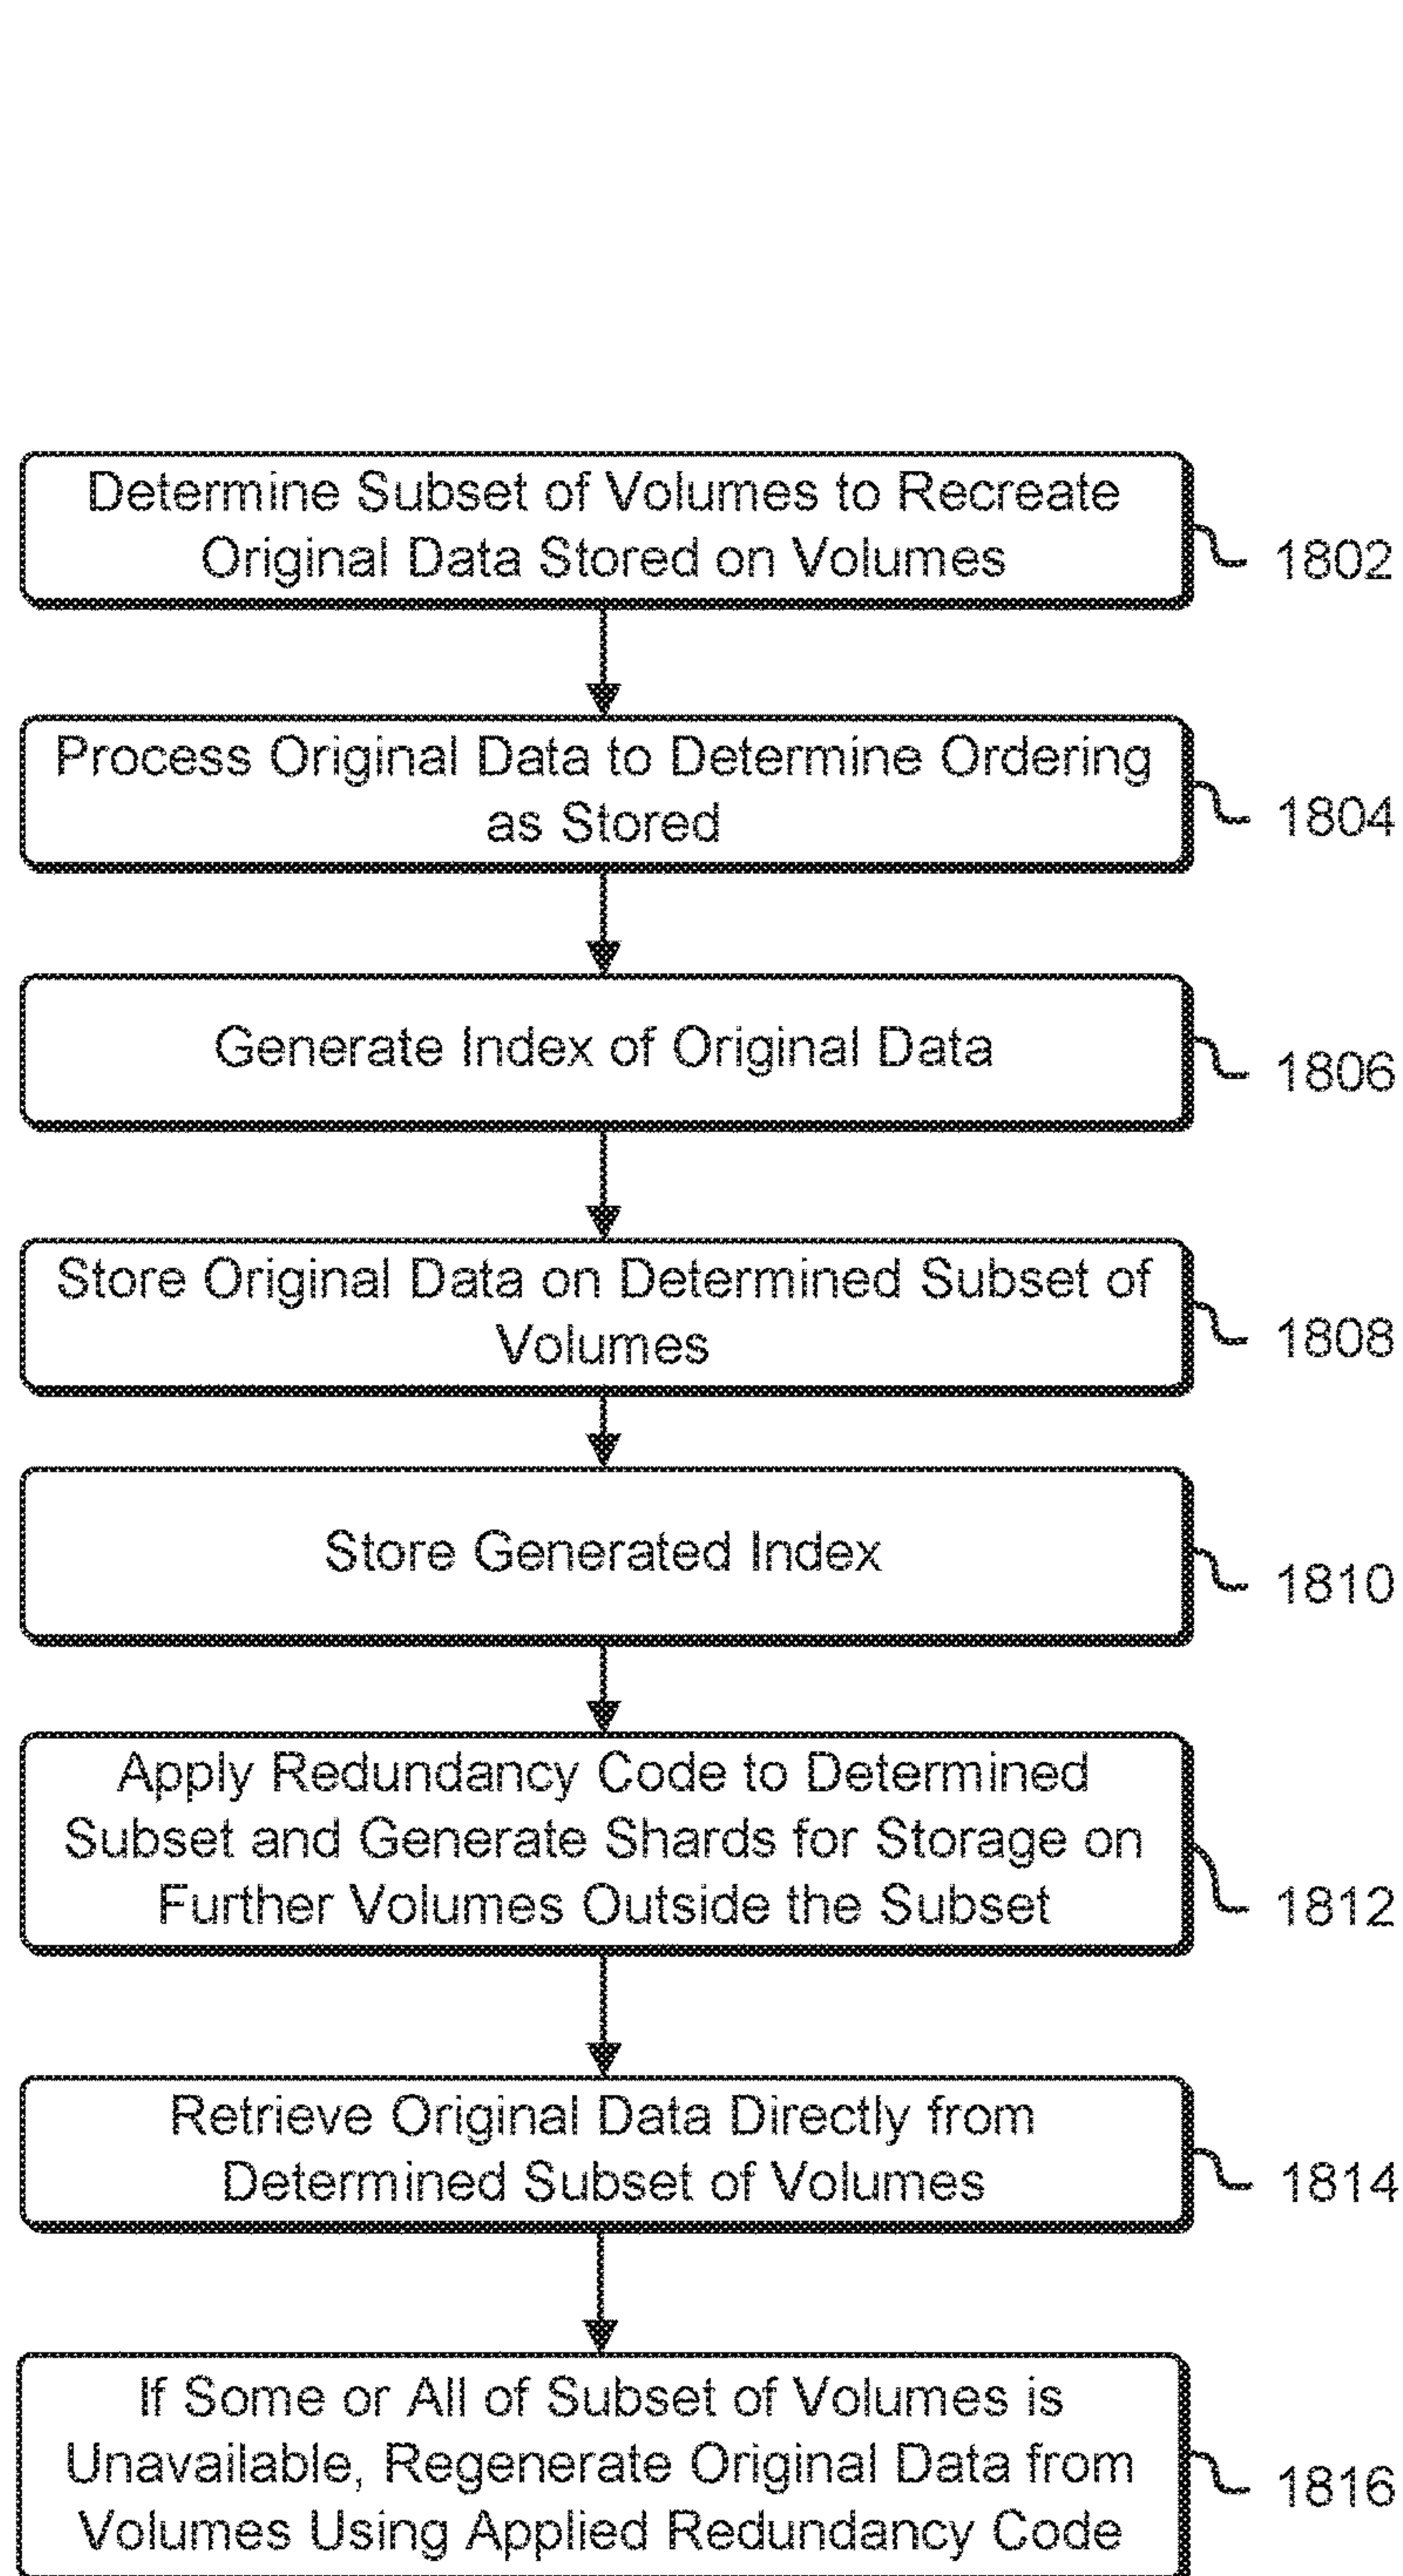 Determine Subset of Volumes to Recreate
Original Data Stored on Volumes
1802
Process Original Data to Determine Ordering
as Stored
1804
Generate Index of Original Data
1806
Store Original Data on Determined Subset of
Volumes
1808
Store Generated Index
1810
Apply Redundancy Code to Determined
Subset and Generate Shards for Storage on
Further Volumes Outside the Subset
1812
Retrieve Original Data Directly from
Determined Subset of Volumes
1814
If Some or All of Subset of Volumes is
Unavailable, Regenerate Original Data from
Volumes Using Applied Redundancy Code
1816